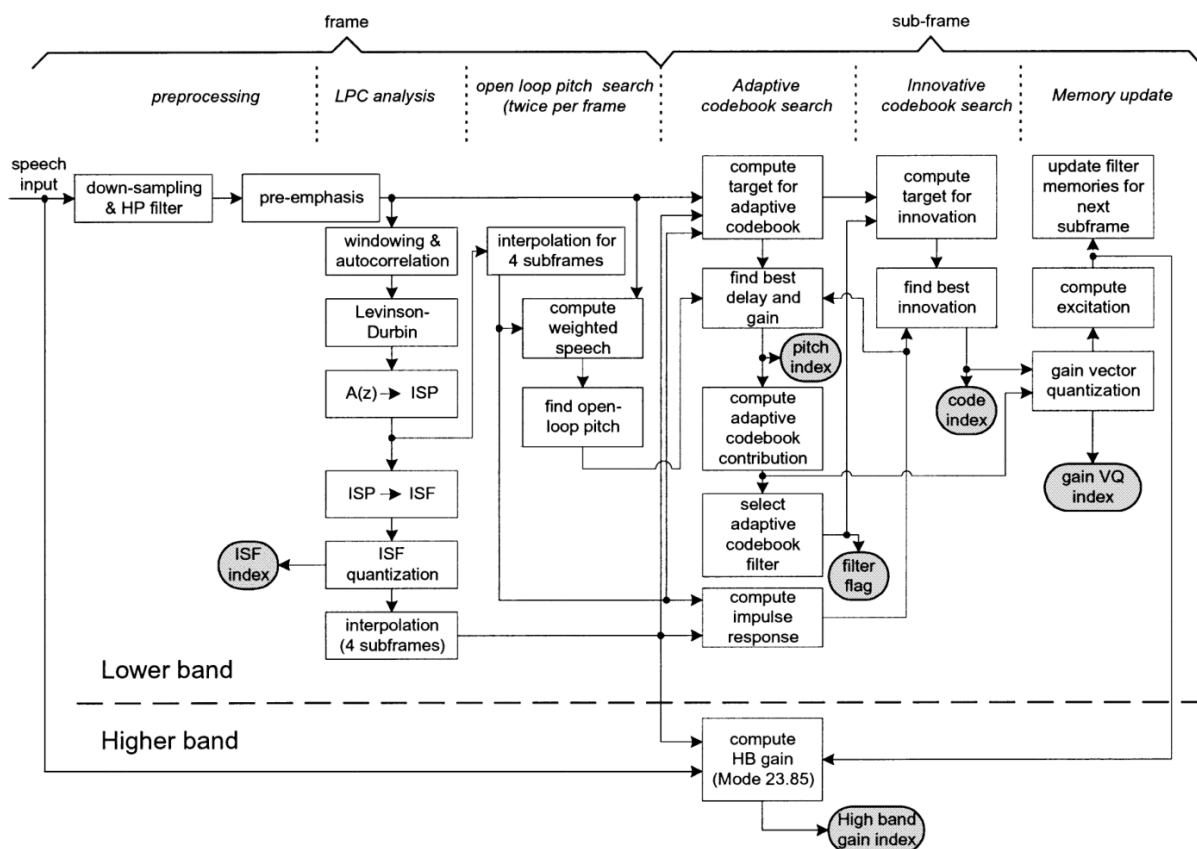 frame
sub-frame
preprocessing
LPC analysis
open loop pitch search
(twice per frame
Adaptive
codebook search
Innovative
codebook search
Memory update
speech
input
down-sampling
& HP filter
pre-emphasis
windowing &
autocorrelation
Levinson-
Durbin
A(z) → ISP
ISP → ISF
ISF
quantization
ISF
index
interpolation
(4 subframes)
interpolation for
4 subframes
compute
weighted
speech
find open-
loop pitch
compute
target for
adaptive
codebook
find best
delay and
gain
pitch
index
compute
adaptive
codebook
contribution
select
adaptive
codebook
filter
filter
flag
compute
impulse
response
compute
target for
innovation
find best
innovation
code
index
update filter
memories for
next
subframe
compute
excitation
gain vector
quantization
gain VQ
index
Lower band
Higher band
compute
HB gain
(Mode 23.85)
High band
gain index